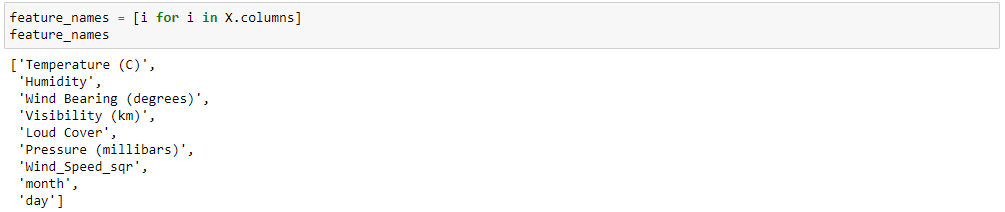 feature_names = [i for i in X.columns]
feature_names
['Temperature (C)',
'Humidity',
'Wind Bearing (degrees)',
'Visibility (km)',
'Loud Cover',
'Pressure (millibars)',
'Wind_Speed_sqr',
'month',
'day']